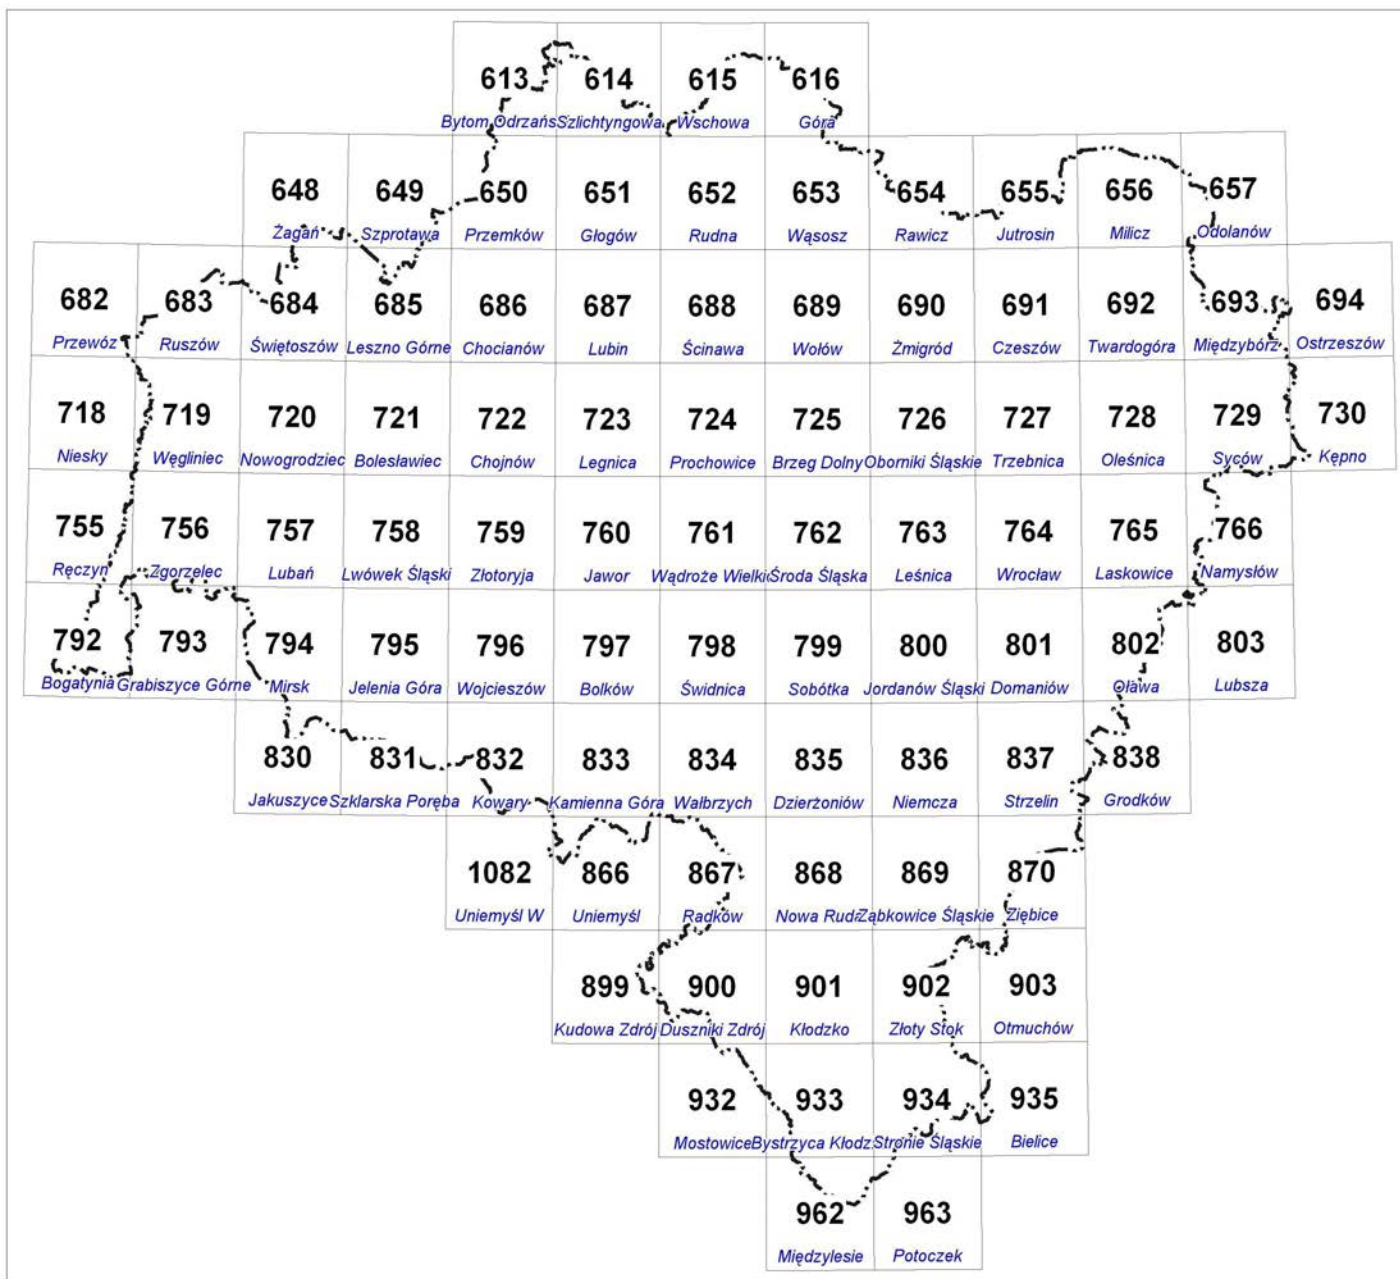 613 614 615 616
Bytom Odrzańs Szlichtyngowa Wschowa Góra
648 649 650 651 652 653 654 655 656 657
Żagań Szprotawa Przemków Głogów Rudna Wąsosz Rawicz Jutrosin Milicz Odolanów
682 683 684 685 686 687 688 689 690 691 692 693 694
Przewóz Ruszów Świętoszów Leszno Górne Chocianów Lubin Ścinawa Wołów Żmigród Czeszów Twardogóra Międzybórz Ostrzeszów
718 719 720 721 722 723 724 725 726 727 728 729 730
Niesky Węgliniec Nowogrodziec Bolesławiec Chojnów Legnica Prochowice Brzeg Dolny Oborniki Śląskie Trzebnica Oleśnica Syców Kępno
755 756 757 758 759 760 761 762 763 764 765 766
Ręczyn Zgorzelec Lubań Lwówek Śląski Złotoryja Jawor Wądroże Wielki Środa Śląska Leśnica Wrocław Laskowice Namysłów
792 793 794 795 796 797 798 799 800 801 802 803
Bogatynia Grabiszyce Górne Mirsk Jelenia Góra Wojcieszów Bolków Świdnica Sobótka Jordanów Śląski Domaniów Oława Lubsza
830 831 832 833 834 835 836 837 838
Jakuszyce Szklarska Poręba Kowary Kamienna Góra Wałbrzych Dzierżoniów Niemcza Strzelin Grodków
1082 866 867 868 869 870
Uniemyśl W Uniemyśl Radków Nowa Ruda Ząbkowice Śląskie Ziębice
899 900 901 902 903
Kudowa Zdrój Duszniki Zdrój Kłodzko Złoty Stok Otmuchów
932 933 934 935
Mostowice Bystrzyca Kłodz Stronie Śląskie Bielice
962 963
Międzylesie Potoczek